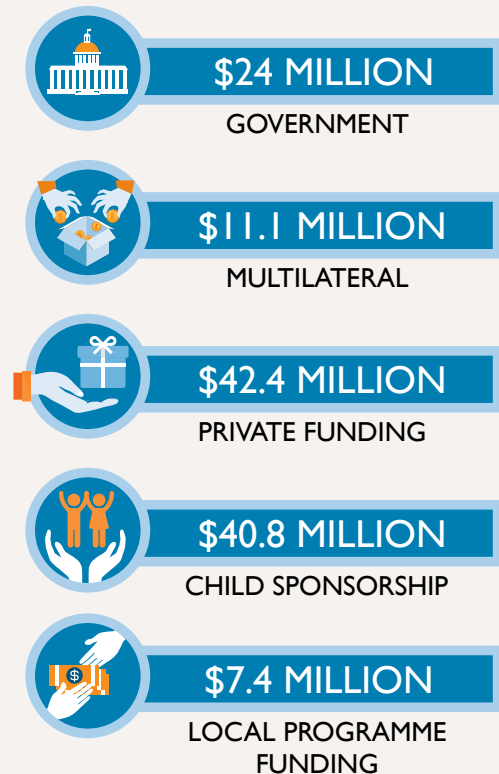 $24 MILLION
GOVERNMENT
$11.1 MILLION
MULTILATERAL
$42.4 MILLION
PRIVATE FUNDING
$40.8 MILLION
CHILD SPONSORSHIP
$
$7.4 MILLION
LOCAL PROGRAMME
FUNDING